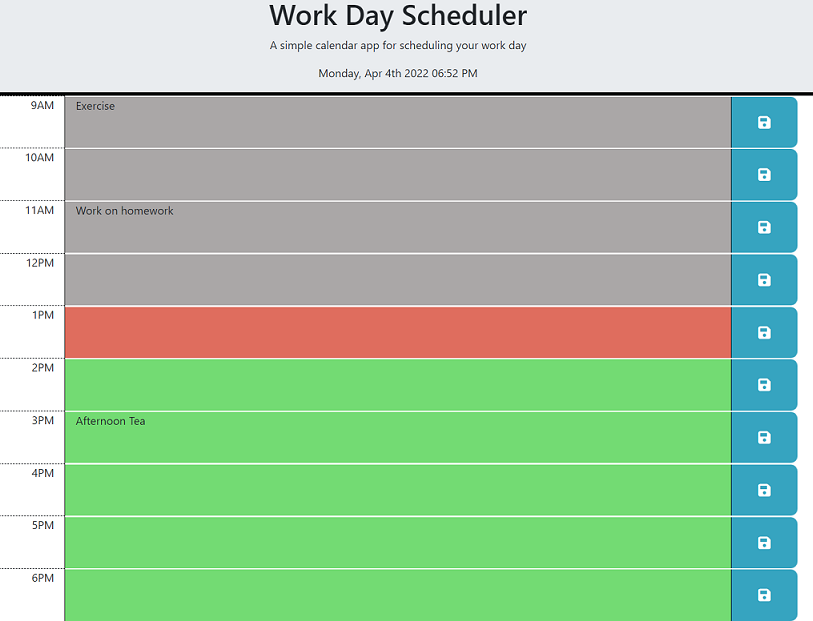 Work Day Scheduler
A simple calendar app for scheduling your work day
Monday, Apr 4th 2022 06:52 PM
9AM Exercise
10AM
11AM Work on homework
12PM
1PM
2PM
3PM Afternoon Tea
4PM
5PM
6PM